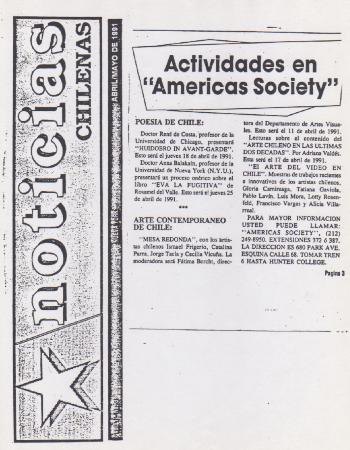 noticias
CHILENAS
ABRIL/MAYO DE 1991
Actividades en
"Americas Society"
POESIA DE CHILE:
Doctor René de Costa, profesor de la
Universidad de Chicago, presentará
"HUIDOBRO IN AVANT-GARDE".
Esto será el jueves 18 de abril de 1991.
Doctor Anna Balakain, profesor de la
Universidad de Nueva York (N.Y.U.),
presentará un proceso onírico sobre el
libro "EVA LA FUGITIVA" de
Rosamel del Valle. Esto será el jueves 25
de abril de 1991.
***
ARTE CONTEMPORANEO
DE CHILE:
"MESA REDONDA", con los artis-
tas chilenos Ismael Frigerio, Catalina
Parra, Jorge Tacla y Cecilia Vicuña. La
moderadora será Fátima Bercht, direc-
tora del Departamento de Artes Visua-
les. Esto será el 11 de abril de 1991.
Lecturas sobre el contenido del
"ARTE CHILENO EN LAS ULTIMAS
DOS DECADAS". Por Adriana Valdés.
Esto será el 17 de abril de 1991.
"EL ARTE DEL VIDEO EN
CHILE". Muestras de trabajos recientes
e innovativos de los artistas chilenos,
Gloria Camiruaga, Tatiana Gaviola,
Pablo Lavín, Luis Mora, Lotty Rosen-
feld, Francisco Vargas y Alicia Villa-
rreal.
PARA MAYOR INFORMACION
USTED PUEDE LLAMAR:
"AMERICAS SOCIETY", (212)
249-8950. EXTENSIONES 372 ó 387.
LA DIRECCION ES 680 PARK AVE.
ESQUINA CALLE 68. TOMAR TREN
6 HASTA HUNTER COLLEGE.
Pagina 3